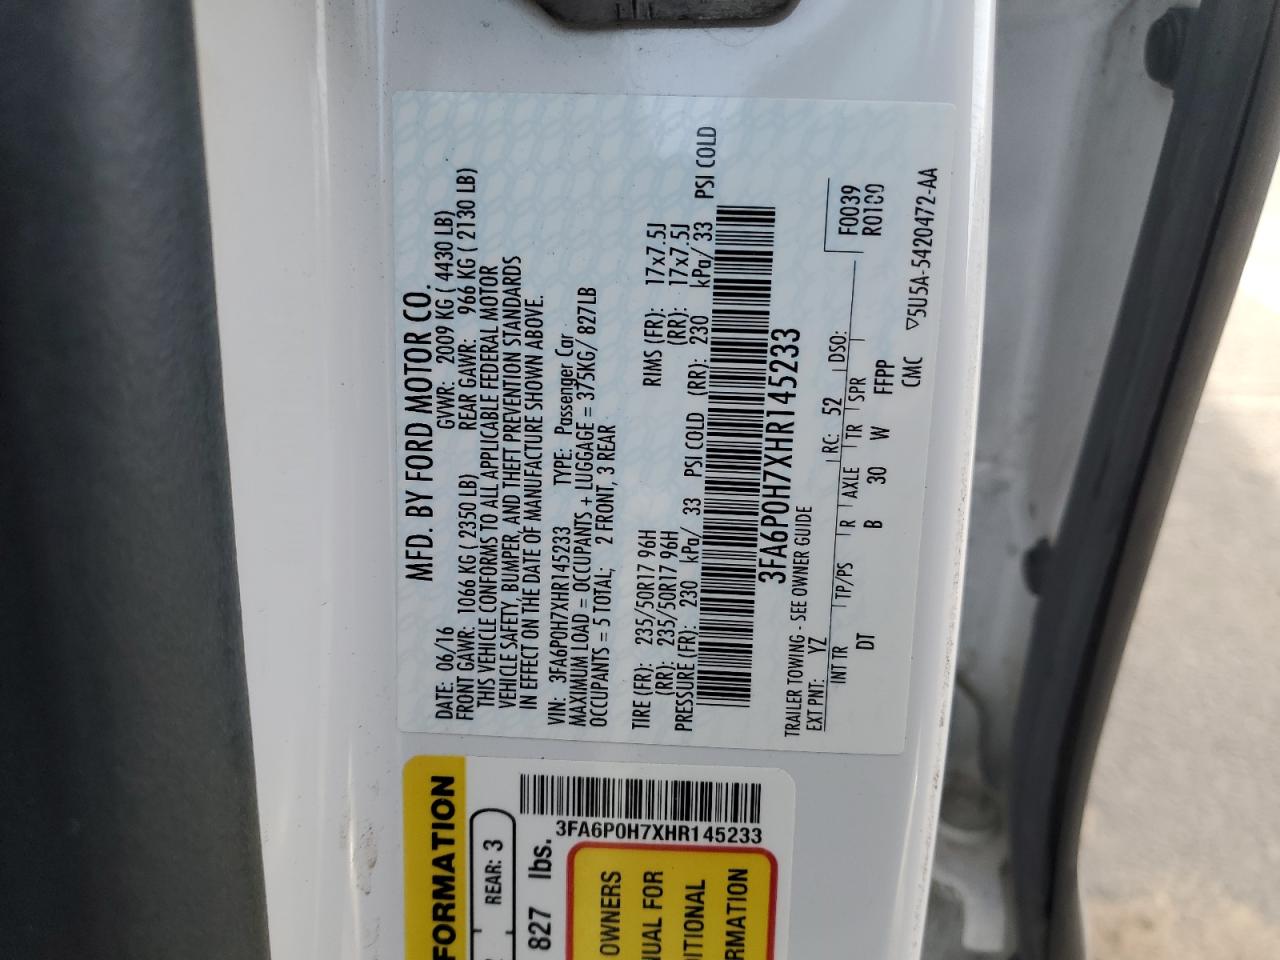 MFD. BY FORD MOTOR CO.
DATE: 06/16 GVWR: 2009 KG ( 4430 LB)
FRONT GAWR: 1066 KG ( 2350 LB) REAR GAWR: 966 KG ( 2130 LB)
THIS VEHICLE CONFORMS TO ALL APPLICABLE FEDERAL MOTOR
VEHICLE SAFETY, BUMPER, AND THEFT PREVENTION STANDARDS
IN EFFECT ON THE DATE OF MANUFACTURE SHOWN ABOVE.
VIN: 3FA6P0H7XHR145233 TYPE: Passenger Car
MAXIMUM LOAD = OCCUPANTS + LUGGAGE = 375KG/ 827LB
OCCUPANTS = 5 TOTAL; 2 FRONT, 3 REAR
TIRE (FR): 235/50R17 96H RIMS (FR): 17x7.5J
(RR): 235/50R17 96H (RR): 17x7.5J
PRESSURE (FR): 230 kPa/ 33 PSI COLD (RR): 230 kPa/ 33 PSI COLD
3FA6P0H7XHR145233
TRAILER TOWING - SEE OWNER GUIDE
EXT PNT: YZ RC: 52 DSO:
F0039
R0100
INT TR TP/PS R AXLE TR SPR
DT B 30 W FFPP
CMC ▽5U5A-5420472-AA
FORMATION
REAR: 3
827 lbs.
3FA6P0H7XHR145233
OWNERS
NUAL FOR
DITIONAL
RMATION